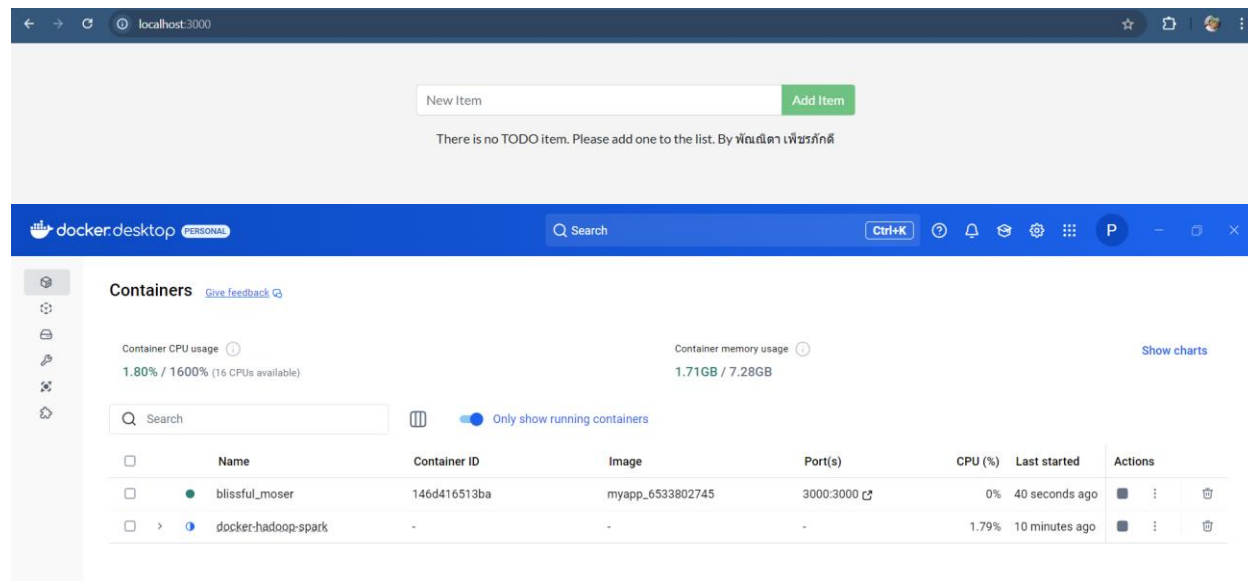 localhost:3000
New Item
Add Item
There is no TODO item. Please add one to the list. By พัณณิตา เพ็ชรภักดี
docker.desktop PERSONAL
Search
Ctrl+K
P
Containers Give feedback
Container CPU usage
1.80% / 1600% (16 CPUs available)
Container memory usage
1.71GB / 7.28GB
Show charts
Search
Only show running containers
Name Container ID Image Port(s) CPU (%) Last started Actions
blissful_moser 146d416513ba myapp_6533802745 3000:3000 0% 40 seconds ago
docker-hadoop-spark - - - 1.79% 10 minutes ago